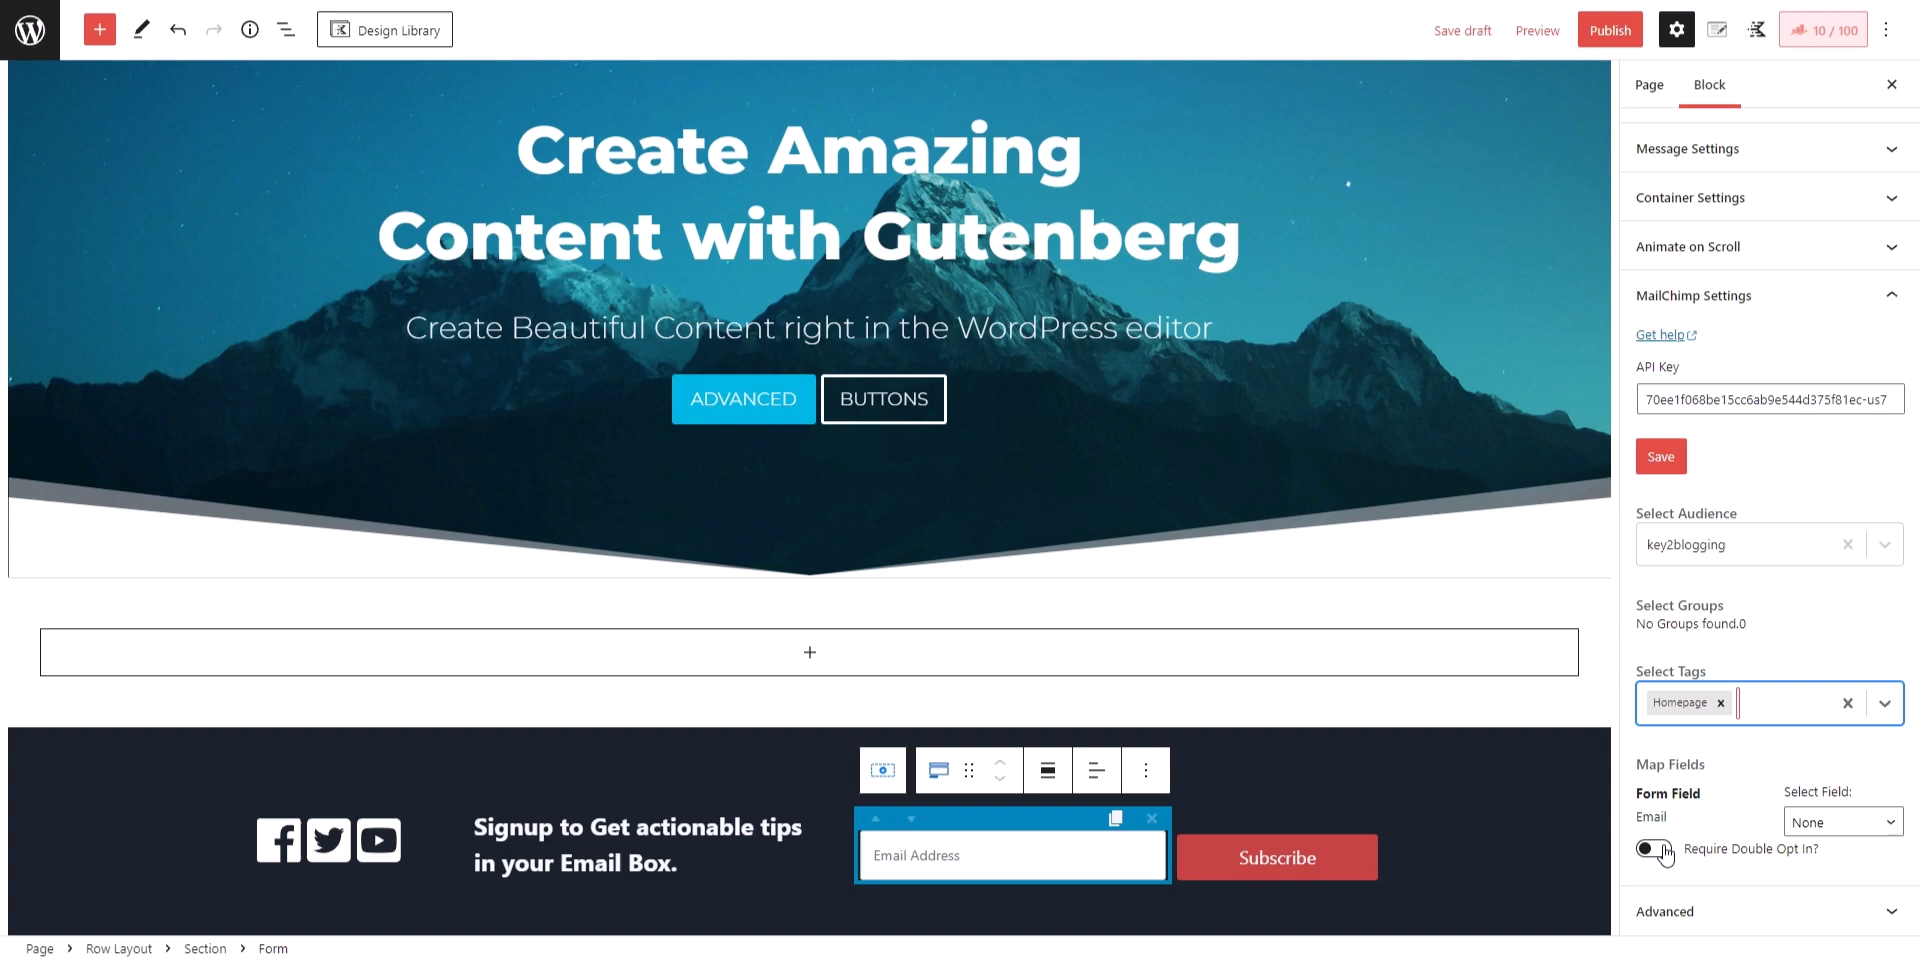 Design Library
Save draft
Preview
Publish
10 / 100
Create Amazing
Content with Gutenberg
Create Beautiful Content right in the WordPress editor
ADVANCED
BUTTONS
Signup to Get actionable tips
in your Email Box.
Email Address
Subscribe
Page
Block
Message Settings
Container Settings
Animate on Scroll
MailChimp Settings
Get help
API Key
70ee1f068be15cc6ab9e544d375f81ec-us7
Save
Select Audience
key2blogging
Select Groups
No Groups found.0
Select Tags
Homepage
Map Fields
Form Field
Select Field:
Email
None
Require Double Opt In?
Advanced
Page
Row Layout
Section
Form